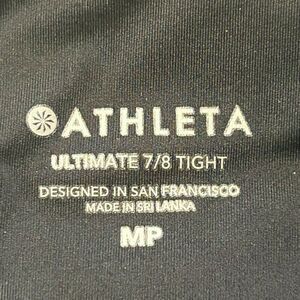 ATHLETA
ULTIMATE 7/8 TIGHT
DESIGNED IN SAN FRANCISCO
MADE IN SRI LANKA
MP